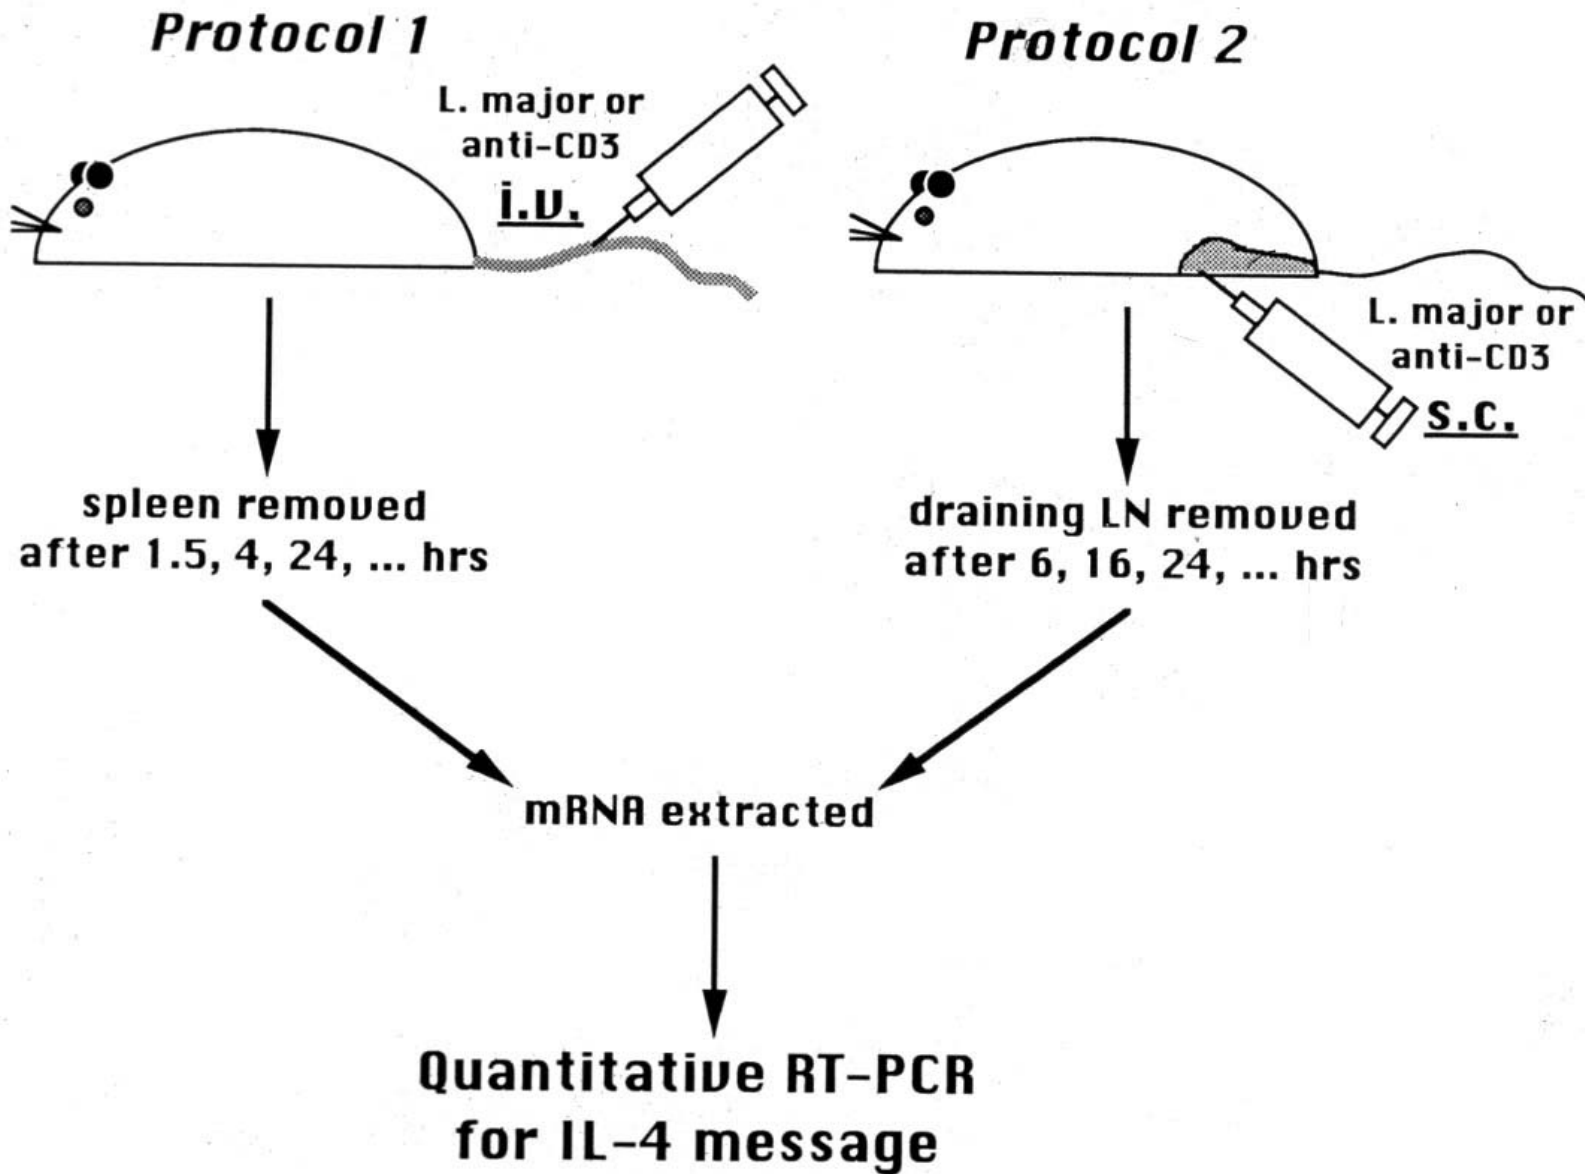 Protocol 1
L. major or
anti-CD3
i.v.
spleen removed
after 1.5, 4, 24, ... hrs
Protocol 2
L. major or
anti-CD3
s.c.
draining LN removed
after 6, 16, 24, ... hrs
mRNA extracted
Quantitative RT-PCR
for IL-4 message